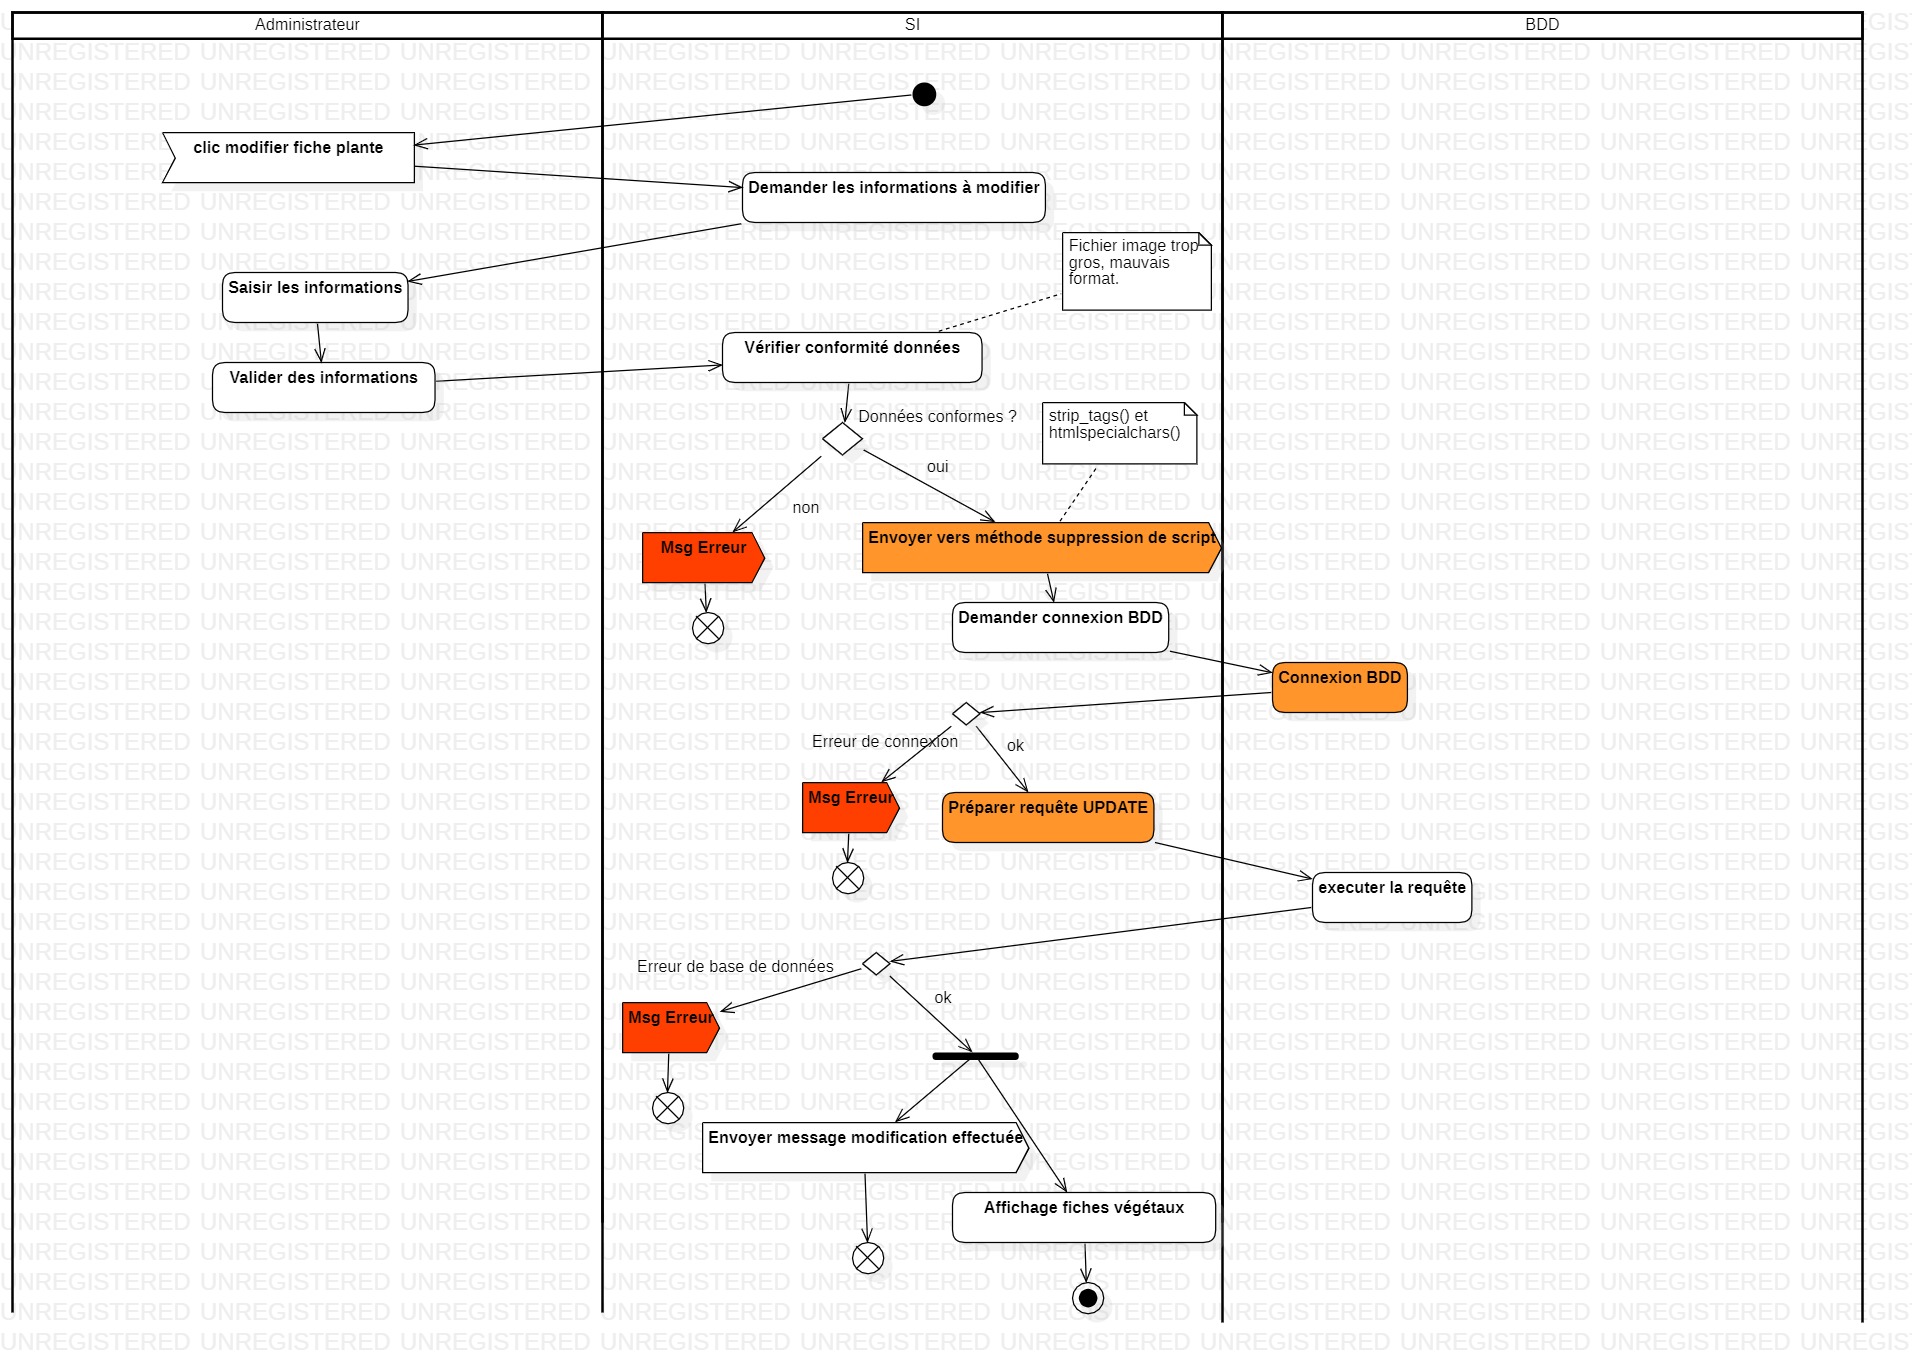 Administrateur
SI
BDD
clic modifier fiche plante
Demander les informations à modifier
Fichier image trop
gros, mauvais
format.
Saisir les informations
Vérifier conformité données
Valider des informations
Données conformes ?
strip_tags() et
htmlspecialchars()
oui
non
Envoyer vers méthode suppression de script
Msg Erreur
Demander connexion BDD
Connexion BDD
Erreur de connexion
ok
Msg Erreur
Préparer requête UPDATE
executer la requête
Erreur de base de données
ok
Msg Erreur
Envoyer message modification effectuée
Affichage fiches végétaux
UNREGISTERED